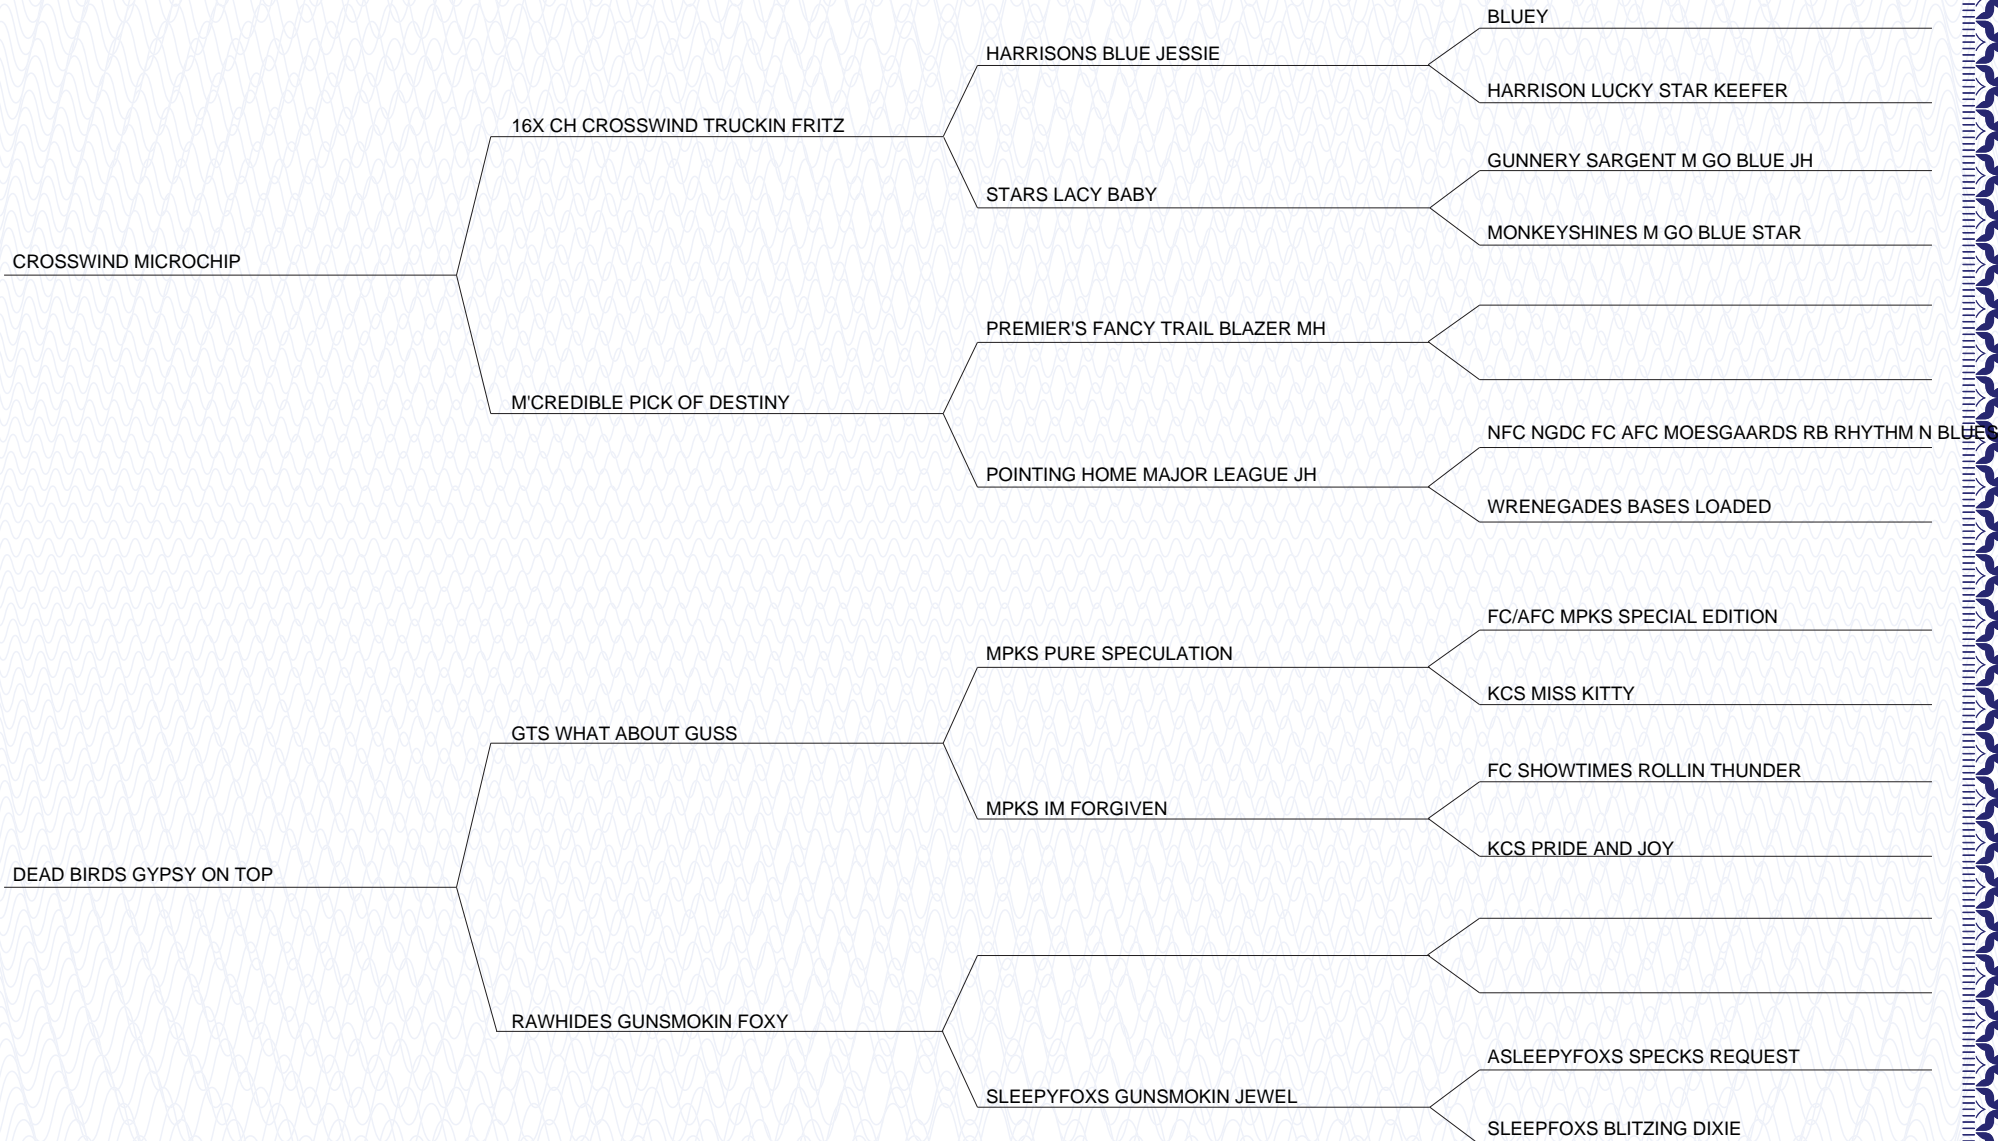 BLUEY
HARRISONS BLUE JESSIE
HARRISON LUCKY STAR KEEFER
16X CH CROSSWIND TRUCKIN FRITZ
GUNNERY SARGENT M GO BLUE JH
STARS LACY BABY
MONKEYSHINES M GO BLUE STAR
CROSSWIND MICROCHIP
PREMIER'S FANCY TRAIL BLAZER MH
M'CREDIBLE PICK OF DESTINY
NFC NGDC FC AFC MOESGAARDS RB RHYTHM N BLUES
POINTING HOME MAJOR LEAGUE JH
WRENEGADES BASES LOADED
FC/AFC MPKS SPECIAL EDITION
MPKS PURE SPECULATION
KCS MISS KITTY
GTS WHAT ABOUT GUSS
FC SHOWTIMES ROLLIN THUNDER
MPKS IM FORGIVEN
KCS PRIDE AND JOY
DEAD BIRDS GYPSY ON TOP
RAWHIDES GUNSMOKIN FOXY
ASLEEPYFOXS SPECKS REQUEST
SLEEPYFOXS GUNSMOKIN JEWEL
SLEEPFOXS BLITZING DIXIE